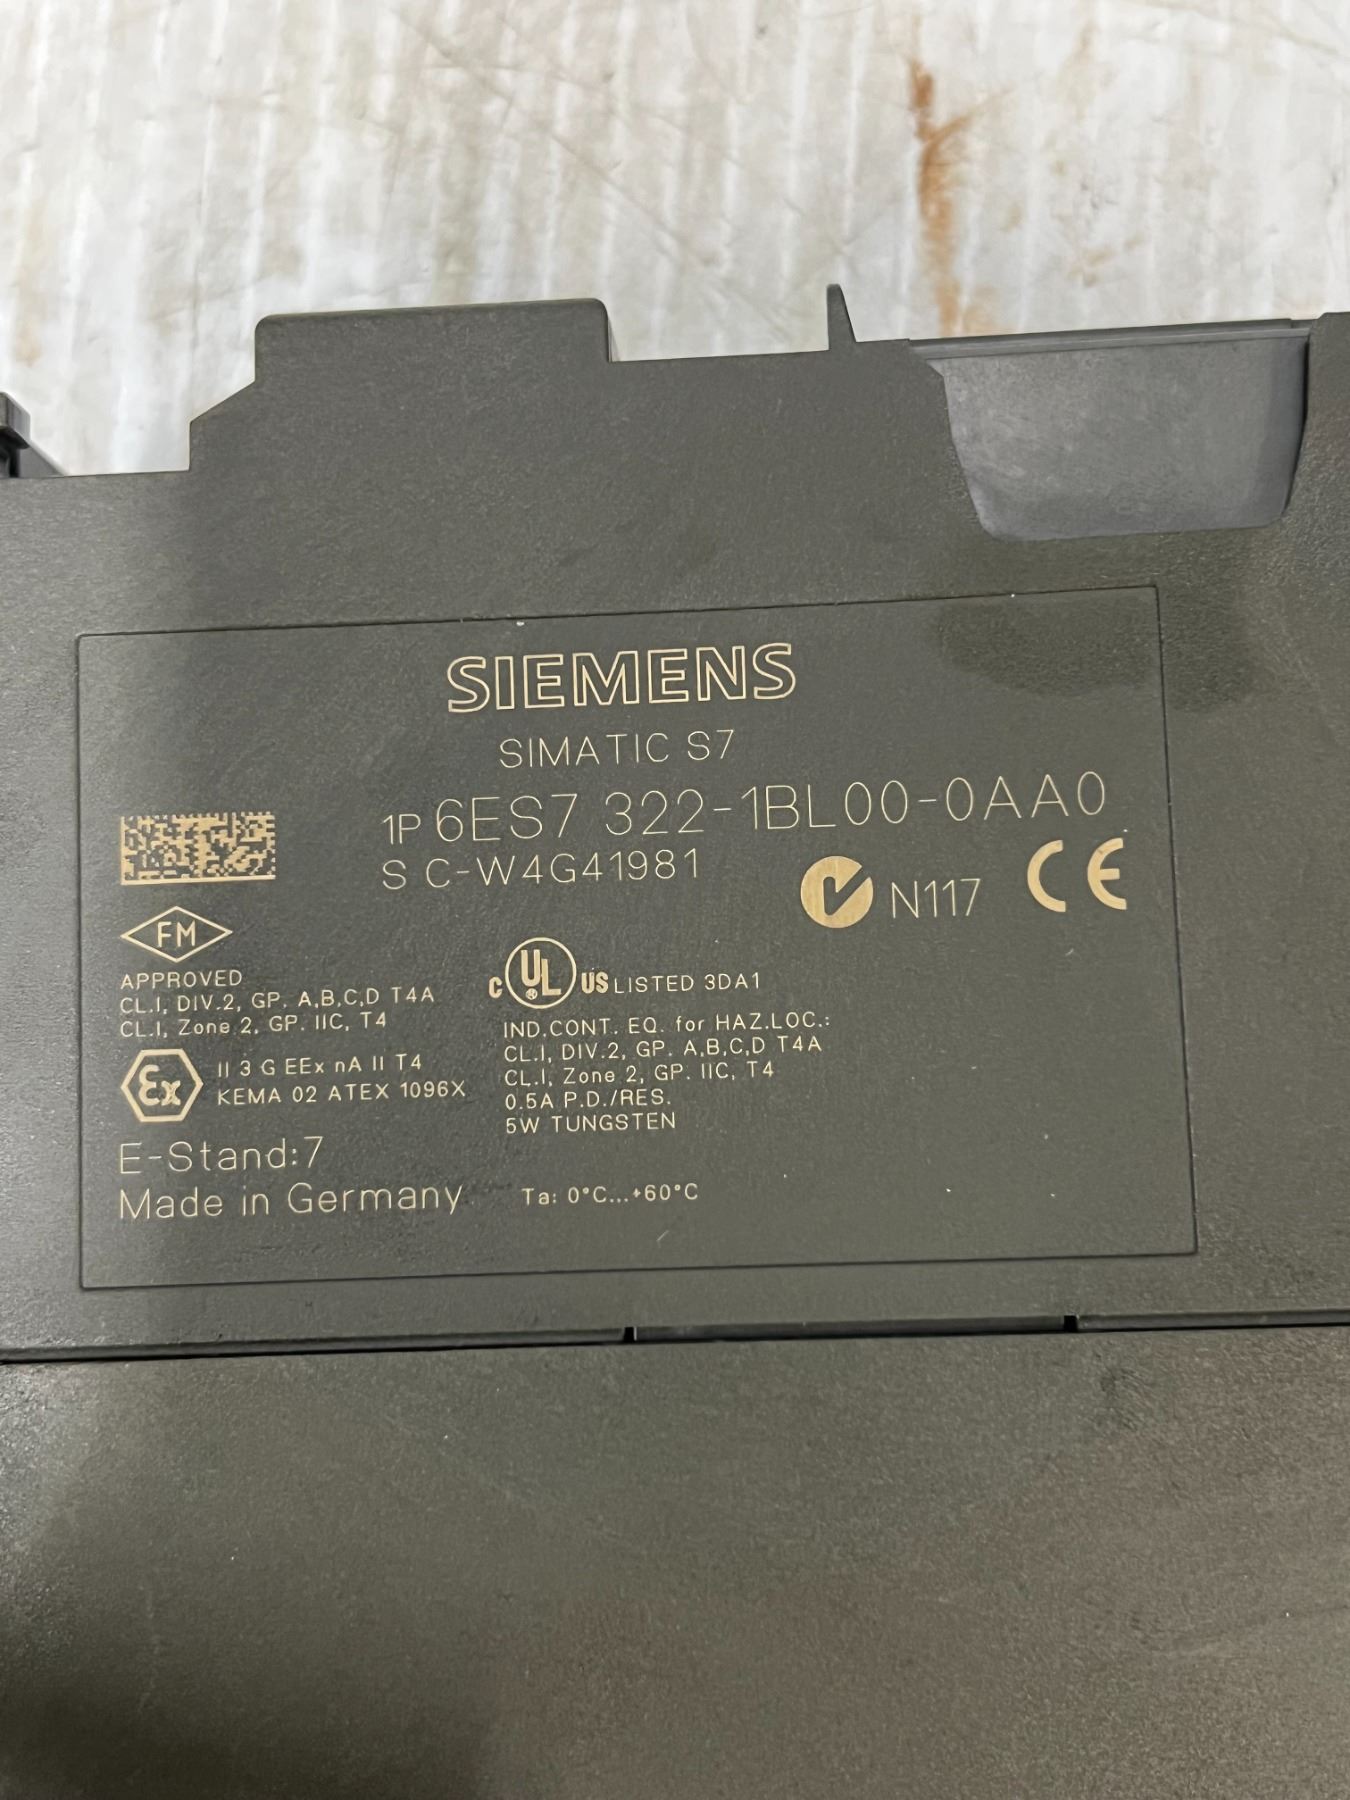 SIEMENS
SIMATIC S7
1P 6ES7 322-1BL00-0AA0
S C-W4G41981
N117 CE
FM
APPROVED
CL.I, DIV.2, GP. A,B,C,D T4A
CL.I, Zone 2, GP. IIC, T4
C UL ® US LISTED 3DA1
IND.CONT. EQ. for HAZ.LOC.:
CL.I, DIV.2, GP. A,B,C,D T4A
CL.I, Zone 2, GP. IIC, T4
0.5A P.D./RES.
5W TUNGSTEN
Ex II 3 G EEx nA II T4
KEMA 02 ATEX 1096X
E-Stand:7
Made in Germany
Ta: 0°C...+60°C